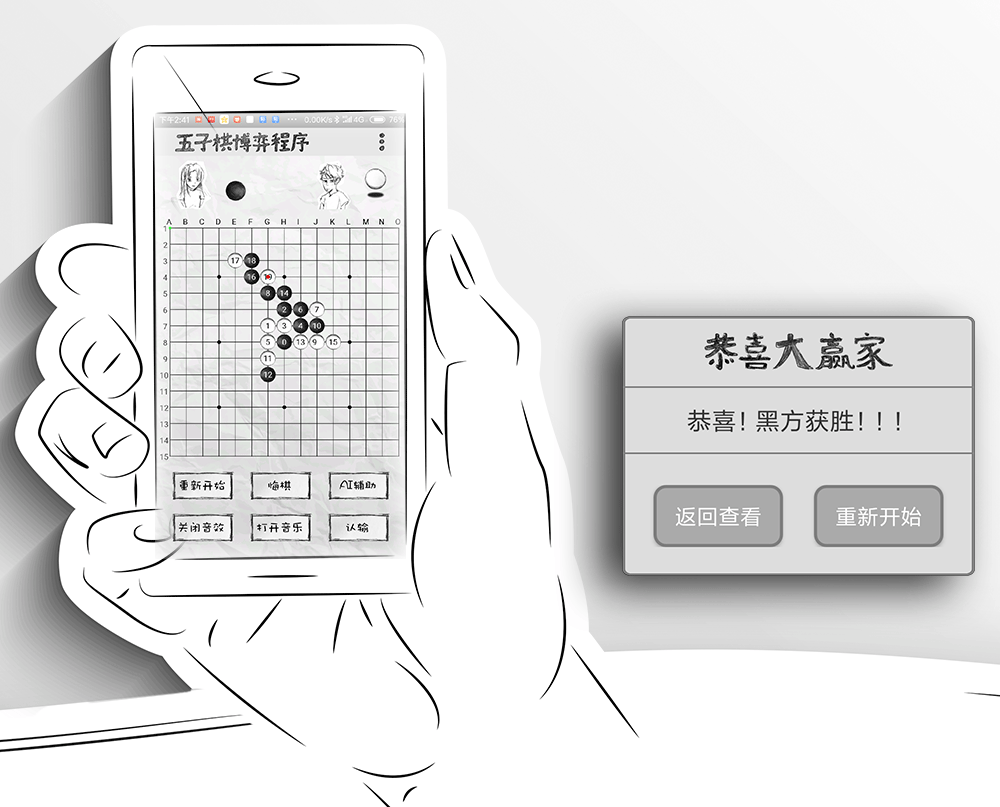 下午2:41 ··· 0.00K/s 4G 76%
五子棋博弈程序
A B C D E F G H I J K L M N O
1
2
3 17 18
4 16 19
5 8 14
6 2 6 7
7 1 3 4 10
8 5 0 13 9 15
9 11
10 12
11
12
13
14
15
重新开始 悔棋 AI辅助
关闭音效 打开音乐 认输
恭喜大赢家
恭喜！黑方获胜！！！
返回查看 重新开始